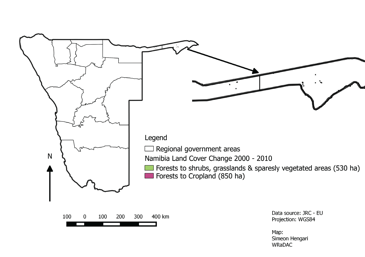 Legend
Regional government areas
Namibia Land Cover Change 2000 - 2010
Forests to shrubs, grasslands & sparesly vegetated areas (530 ha)
Forests to Cropland (850 ha)
N
100 0 100 200 300 400 km
Data source: JRC - EU
Projection: WGS84
Map:
Simeon Hengari
WRaDAC